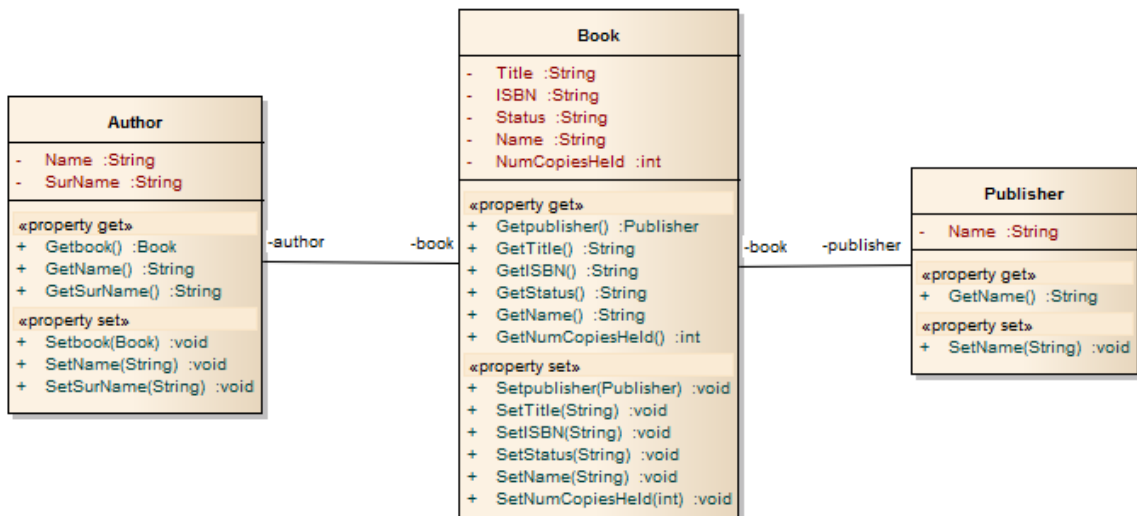 Author
- Name :String
- SurName :String
«property get»
+ Getbook() :Book
+ GetName() :String
+ GetSurName() :String
«property set»
+ Setbook(Book) :void
+ SetName(String) :void
+ SetSurName(String) :void
-author
-book
Book
- Title :String
- ISBN :String
- Status :String
- Name :String
- NumCopiesHeld :int
«property get»
+ Getpublisher() :Publisher
+ GetTitle() :String
+ GetISBN() :String
+ GetStatus() :String
+ GetName() :String
+ GetNumCopiesHeld() :int
«property set»
+ Setpublisher(Publisher) :void
+ SetTitle(String) :void
+ SetISBN(String) :void
+ SetStatus(String) :void
+ SetName(String) :void
+ SetNumCopiesHeld(int) :void
-book
-publisher
Publisher
- Name :String
«property get»
+ GetName() :String
«property set»
+ SetName(String) :void